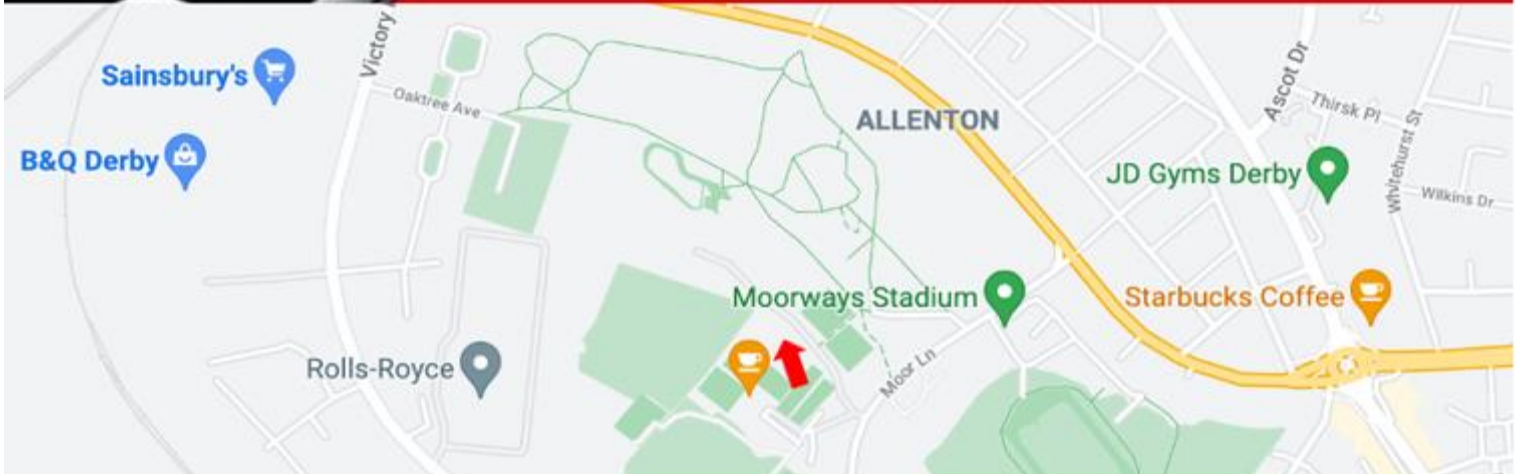 Victory
Sainsbury's
Oaktree Ave
B&Q Derby
ALLENTON
Ascot Dr
Thirsk Pl
Whitehurst St
JD Gyms Derby
Wilkins Dr
Moorways Stadium
Starbucks Coffee
Rolls-Royce
Moor Ln